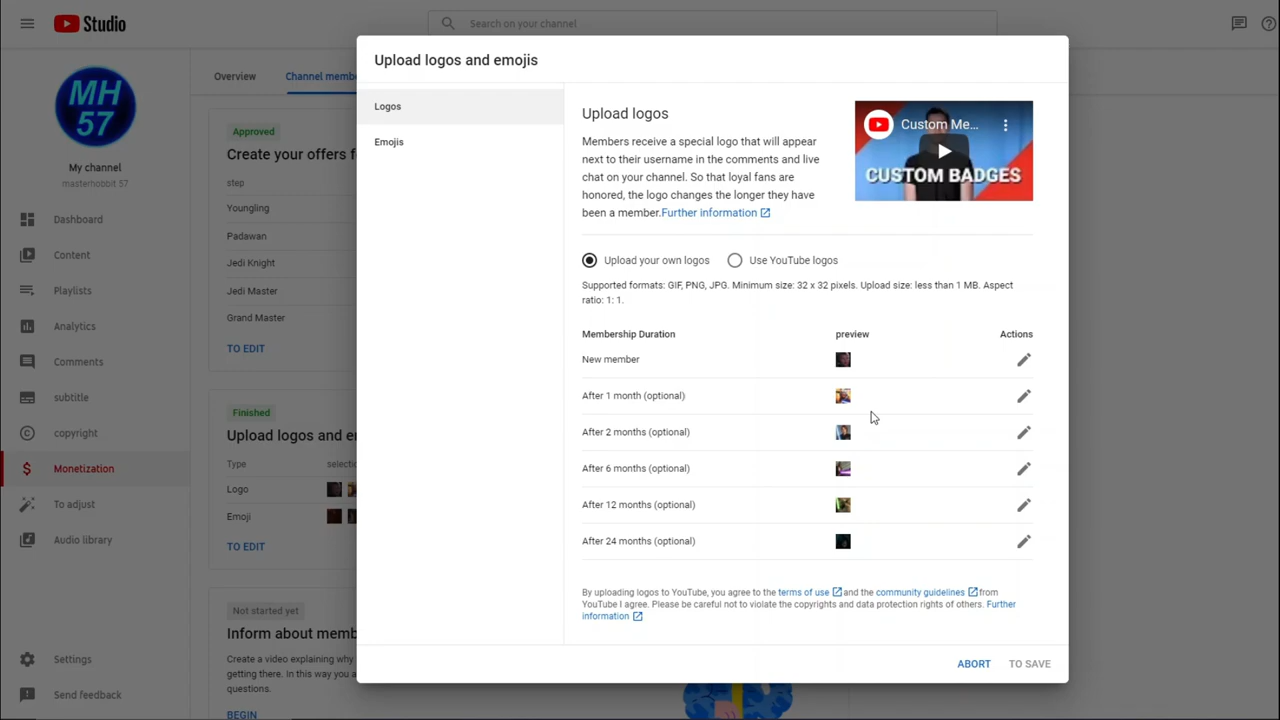 Studio
Search on your channel
MH
57
My channel
masterhobbit 57
Dashboard
Content
Playlists
Analytics
Comments
subtitle
copyright
Monetization
To adjust
Audio library
Settings
Send feedback
Overview
Channel memb
Approved
Create your offers f
step
Youngling
Padawan
Jedi Knight
Jedi Master
Grand Master
TO EDIT
Finished
Upload logos and er
Type
selectio
Logo
Emoji
TO EDIT
Not started yet
Inform about memb
Create a video explaining why
getting there. In this way you a
questions.
BEGIN
Upload logos and emojis
Logos
Emojis
Upload logos
Members receive a special logo that will appear
next to their username in the comments and live
chat on your channel. So that loyal fans are
honored, the logo changes the longer they have
been a member.Further information
Custom Me...
CUSTOM BADGES
Upload your own logos
Use YouTube logos
Supported formats: GIF, PNG, JPG. Minimum size: 32 x 32 pixels. Upload size: less than 1 MB. Aspect
ratio: 1: 1.
Membership Duration preview Actions
New member
After 1 month (optional)
After 2 months (optional)
After 6 months (optional)
After 12 months (optional)
After 24 months (optional)
By uploading logos to YouTube, you agree to the terms of use and the community guidelines from
YouTube I agree. Please be careful not to violate the copyrights and data protection rights of others. Further
information
ABORT
TO SAVE